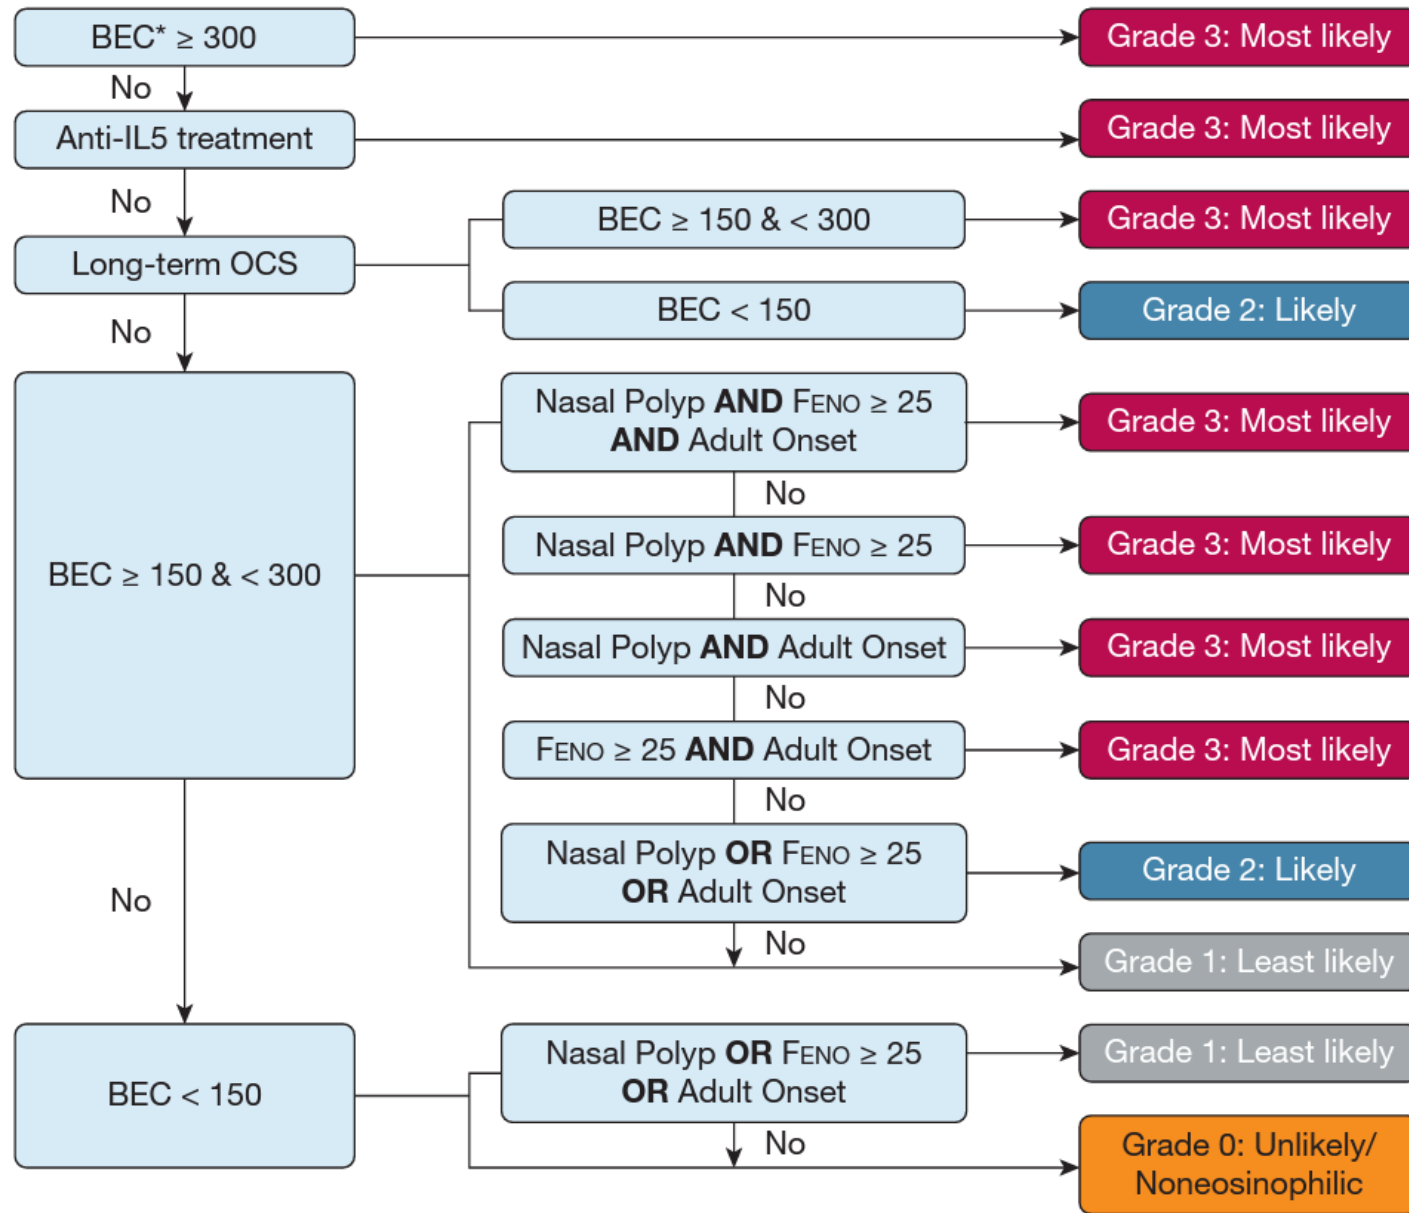 BEC* ≥ 300
Grade 3: Most likely
No
Anti-IL5 treatment
Grade 3: Most likely
No
Long-term OCS
BEC ≥ 150 & < 300
Grade 3: Most likely
BEC < 150
Grade 2: Likely
No
BEC ≥ 150 & < 300
Nasal Polyp AND FENO ≥ 25
AND Adult Onset
Grade 3: Most likely
No
Nasal Polyp AND FENO ≥ 25
Grade 3: Most likely
No
Nasal Polyp AND Adult Onset
Grade 3: Most likely
No
FENO ≥ 25 AND Adult Onset
Grade 3: Most likely
No
Nasal Polyp OR FENO ≥ 25
OR Adult Onset
Grade 2: Likely
No
Grade 1: Least likely
No
BEC < 150
Nasal Polyp OR FENO ≥ 25
OR Adult Onset
Grade 1: Least likely
No
Grade 0: Unlikely/
Noneosinophilic